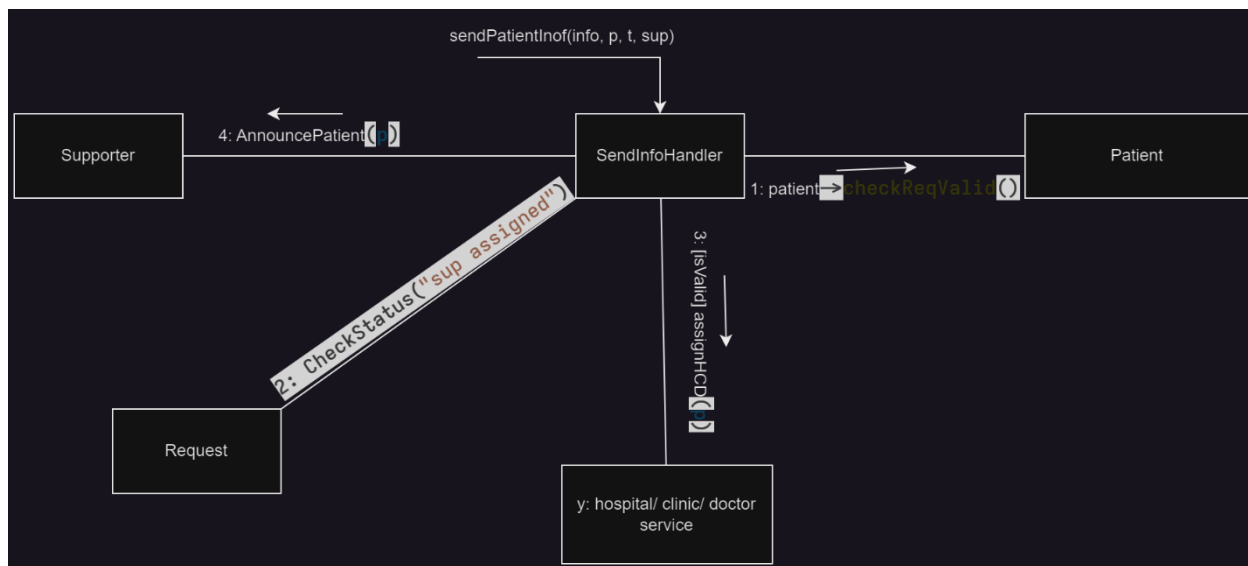 sendPatientInof(info, p, t, sup)
4: AnnouncePatient(p)
Supporter
SendInfoHandler
Patient
1: patient→checkReqValid()
2: CheckStatus("sup assigned")
3: [isValid] assignHCD(p)
Request
y: hospital/ clinic/ doctor
service